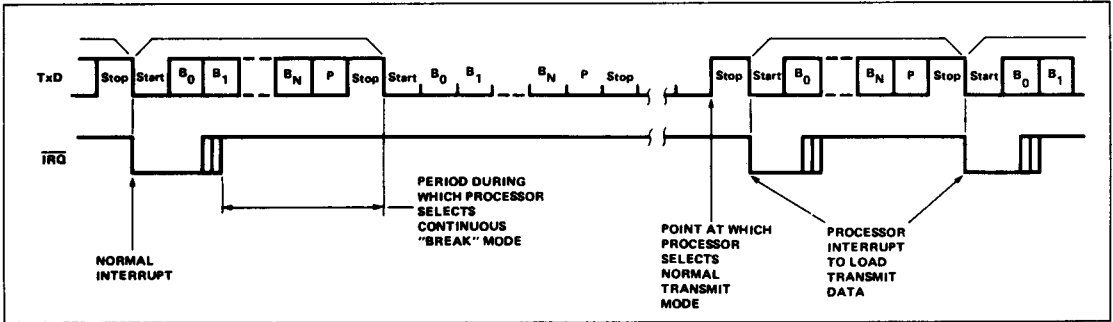 TxD Stop Start B0 B1 BN P Stop Start B0 B1 BN P Stop Stop Start B0 BN P Stop Start B0 B1
IRQ
NORMAL
INTERRUPT
PERIOD DURING
WHICH PROCESSOR
SELECTS
CONTINUOUS
"BREAK" MODE
POINT AT WHICH
PROCESSOR
SELECTS
NORMAL
TRANSMIT
MODE
PROCESSOR
INTERRUPT
TO LOAD
TRANSMIT
DATA